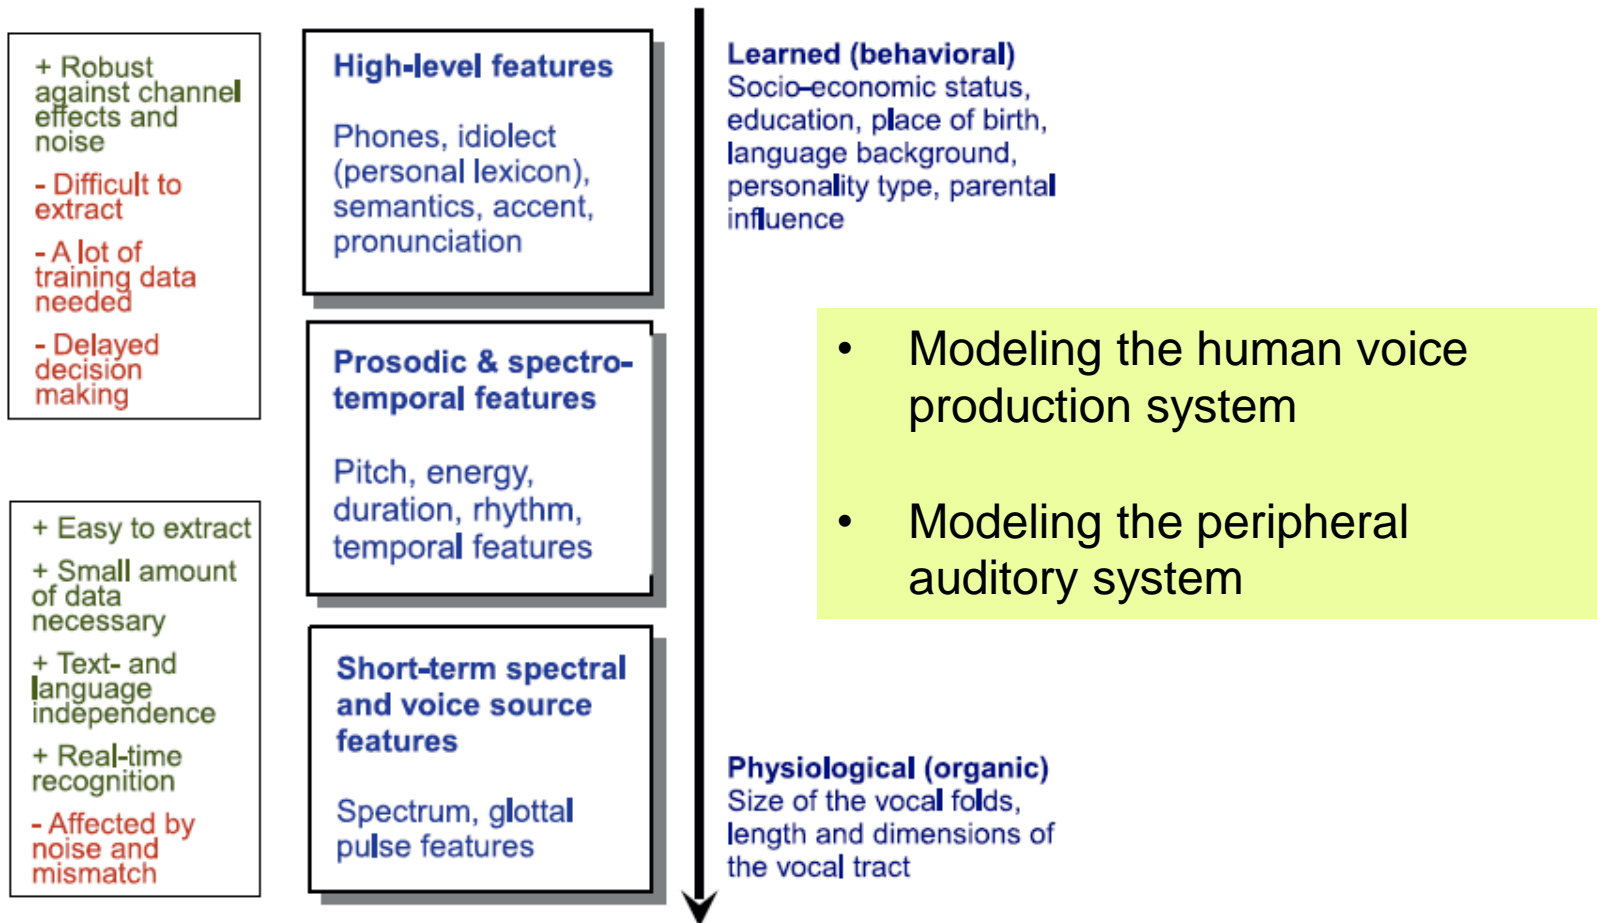 + Robust
against channel
effects and
noise
- Difficult to
extract
- A lot of
training data
needed
- Delayed
decision
making
+ Easy to extract
+ Small amount
of data
necessary
+ Text- and
language
independence
+ Real-time
recognition
- Affected by
noise and
mismatch
High-level features
Phones, idiolect
(personal lexicon),
semantics, accent,
pronunciation
Prosodic & spectro-
temporal features
Pitch, energy,
duration, rhythm,
temporal features
Short-term spectral
and voice source
features
Spectrum, glottal
pulse features
Learned (behavioral)
Socio-economic status,
education, place of birth,
language background,
personality type, parental
influence
• Modeling the human voice
production system
• Modeling the peripheral
auditory system
Physiological (organic)
Size of the vocal folds,
length and dimensions of
the vocal tract